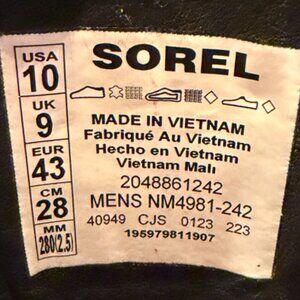 USA
10
UK
9
EUR
43
CM
28
MM
280(2.5)
SOREL
MADE IN VIETNAM
Fabriqué Au Vietnam
Hecho en Vietnam
Vietnam Malı
2048861242
MENS NM4981-242
40949 CJS 0123 223
195979811907